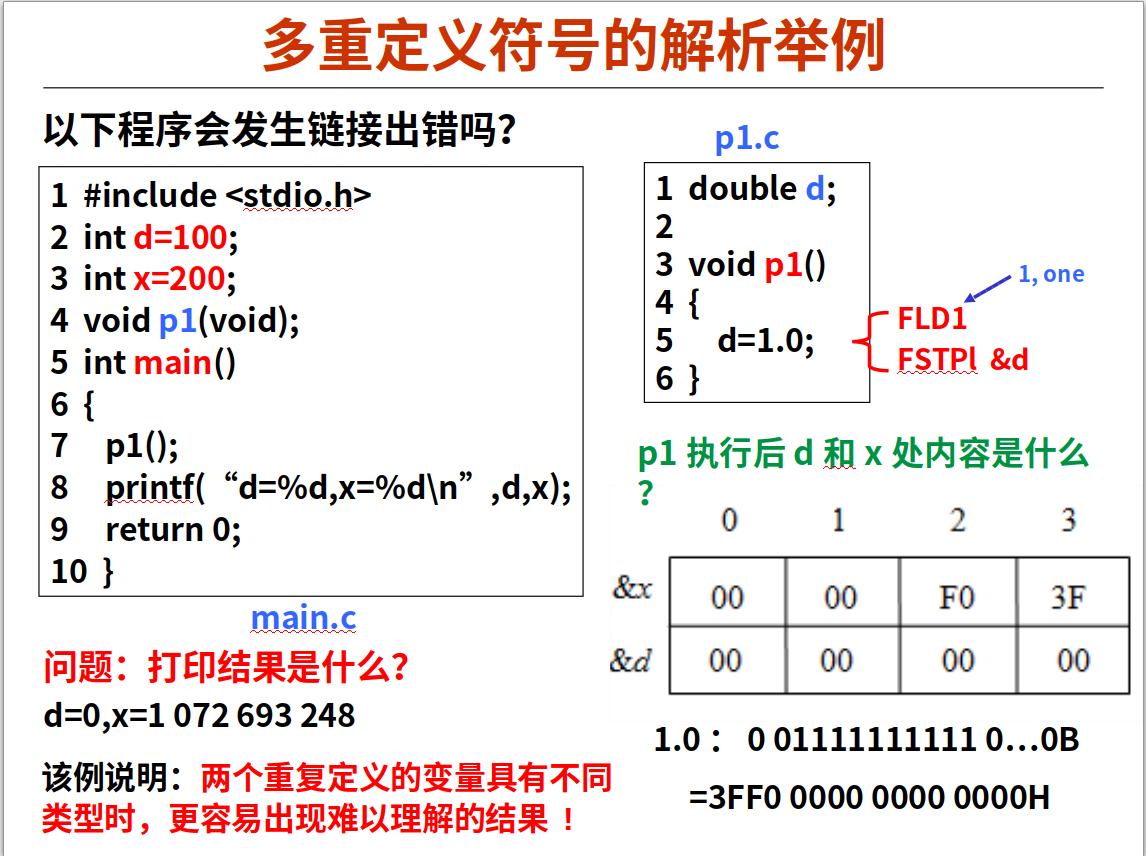 多重定义符号的解析举例
以下程序会发生链接出错吗？
1 #include <stdio.h>
2 int d=100;
3 int x=200;
4 void p1(void);
5 int main()
6 {
7 p1();
8 printf(“d=%d,x=%d\n”,d,x);
9 return 0;
10 }
main.c
问题：打印结果是什么？
d=0,x=1 072 693 248
该例说明：两个重复定义的变量具有不同
类型时，更容易出现难以理解的结果！
p1.c
1 double d;
2
3 void p1()
4 {
5 d=1.0;
6 }
1, one
FLD1
FSTPl &d
p1 执行后 d 和 x 处内容是什么
？
0 1 2 3
&x 00 00 F0 3F
&d 00 00 00 00
1.0： 0 01111111111 0…0B
=3FF0 0000 0000 0000H